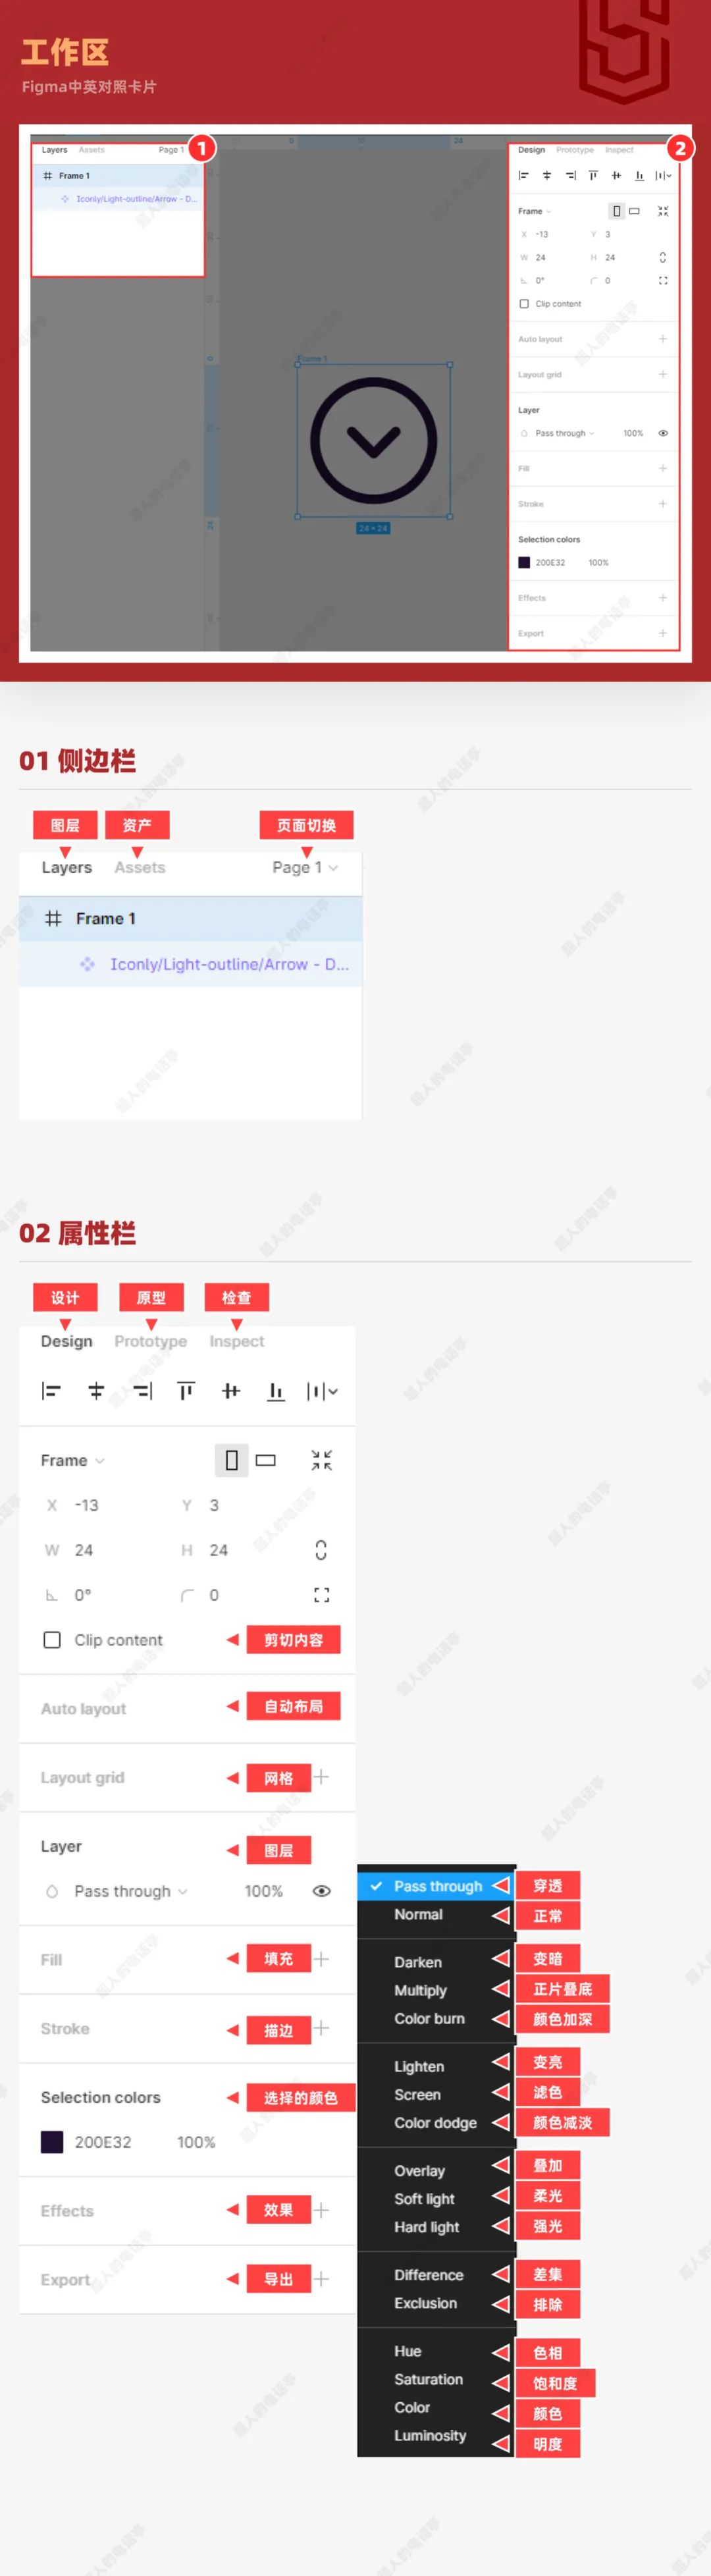 工作区
Figma中英对照卡片
Layers Assets Page 1 1
Frame 1
Iconly/Light-outline/Arrow - D...
0 24
Frame 1
24 × 24
0
24
Design Prototype Inspect 2
Frame
X -13 Y 3
W 24 H 24
0° 0
Clip content
Auto layout
Layout grid
Layer
Pass through 100%
Fill
Stroke
Selection colors
200E32 100%
Effects
Export
01 侧边栏
图层 资产 页面切换
Layers Assets Page 1
Frame 1
Iconly/Light-outline/Arrow - D...
02 属性栏
设计 原型 检查
Design Prototype Inspect
Frame
X -13 Y 3
W 24 H 24
0° 0
Clip content 剪切内容
Auto layout 自动布局
Layout grid 网格
Layer 图层
Pass through 100%
Fill 填充
Stroke 描边
Selection colors 选择的颜色
200E32 100%
Effects 效果
Export 导出
Pass through 穿透
Normal 正常
Darken 变暗
Multiply 正片叠底
Color burn 颜色加深
Lighten 变亮
Screen 滤色
Color dodge 颜色减淡
Overlay 叠加
Soft light 柔光
Hard light 强光
Difference 差集
Exclusion 排除
Hue 色相
Saturation 饱和度
Color 颜色
Luminosity 明度
超人的电话亭